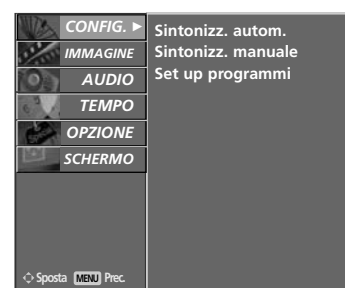 CONFIG. ▶
IMMAGINE
AUDIO
TEMPO
OPZIONE
SCHERMO
Sintonizz. autom.
Sintonizz. manuale
Set up programmi
Sposta MENU Prec.